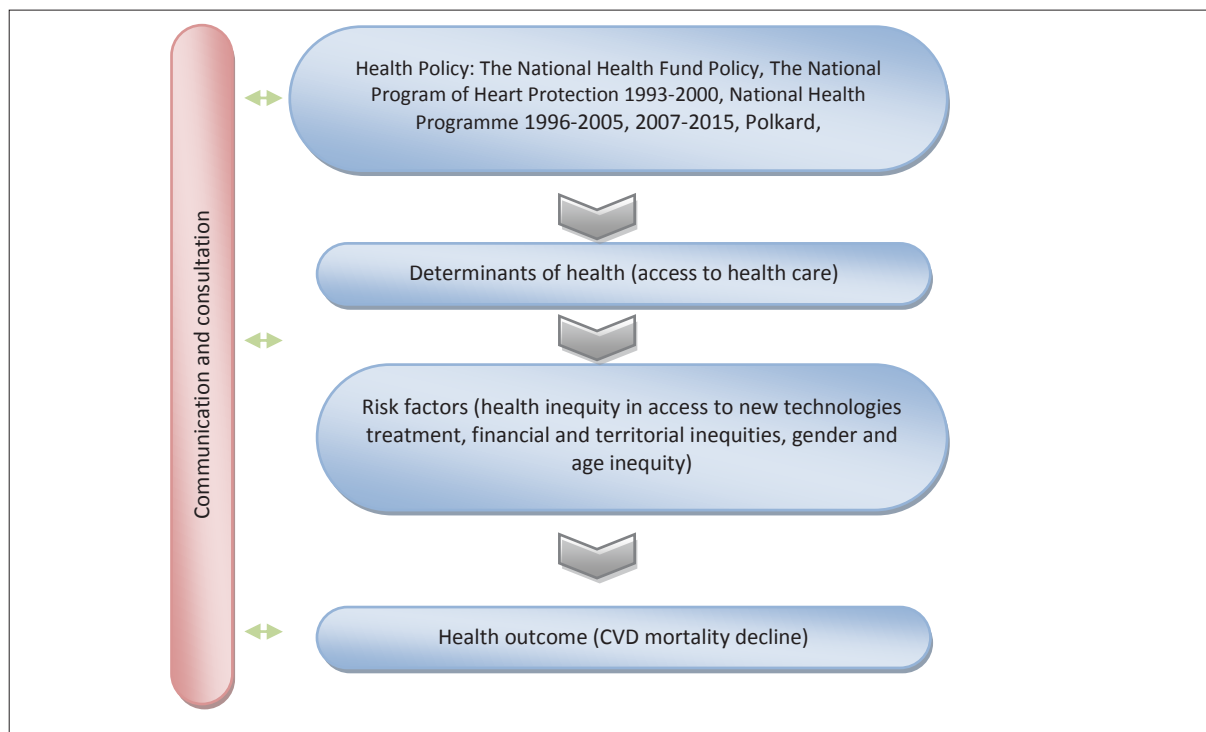 Communication and consultation
Health Policy: The National Health Fund Policy, The National
Program of Heart Protection 1993-2000, National Health
Programme 1996-2005, 2007-2015, Polkard,
Determinants of health (access to health care)
Risk factors (health inequity in access to new technologies
treatment, financial and territorial inequities, gender and
age inequity)
Health outcome (CVD mortality decline)